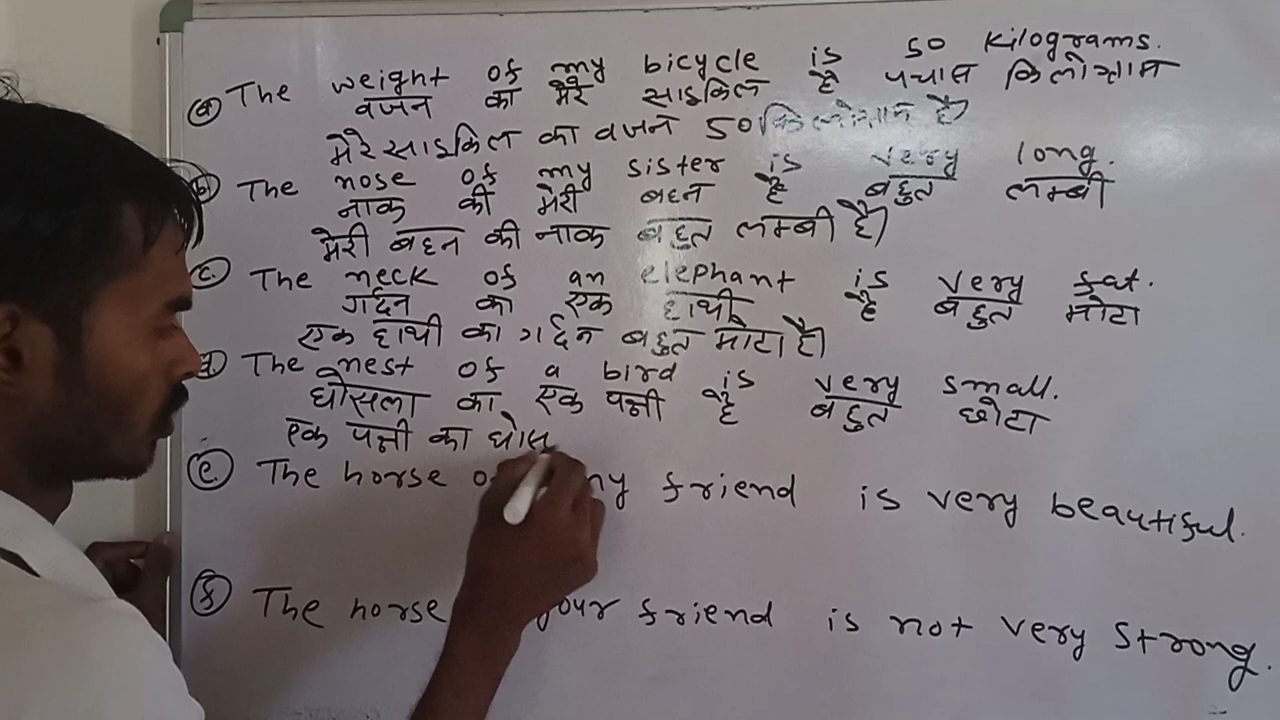 (a) The weight of my bicycle is 50 kilograms.
वजन का मेरे साइकिल है पचास किलोग्राम
मेरे साइकिल का वजन 50 किलोग्राम है।
(b) The nose of my sister is very long.
नाक की मेरी बहन है बहुत लम्बी
मेरी बहन की नाक बहुत लम्बी है।
(c) The neck of an elephant is very fat.
गर्दन का एक हाथी है बहुत मोटा
एक हाथी का गर्दन बहुत मोटा है।
(d) The nest of a bird is very small.
घोसला का एक पक्षी है बहुत छोटा
एक पक्षी का घोस
(e) The horse my friend is very beautiful.
(f) The horse your friend is not very strong.